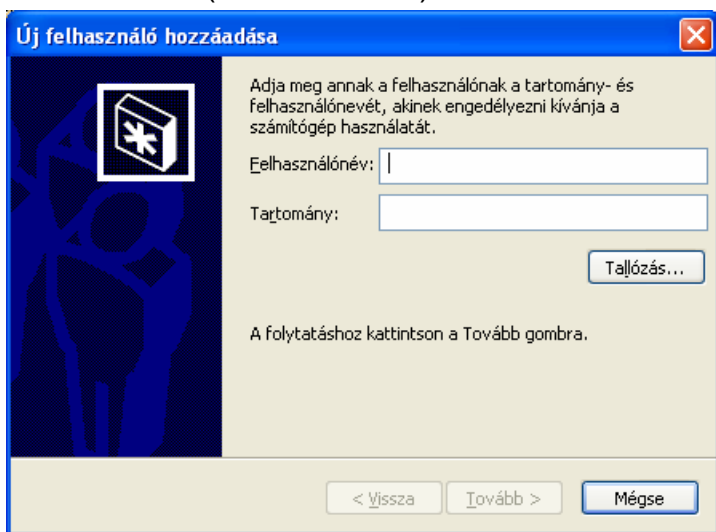 Új felhasználó hozzáadása
Adja meg annak a felhasználónak a tartomány- és
felhasználónevét, akinek engedélyezni kívánja a
számítógép használatát.
Felhasználónév:
Tartomány:
Tallózás...
A folytatáshoz kattintson a Tovább gombra.
< Vissza
Tovább >
Mégse